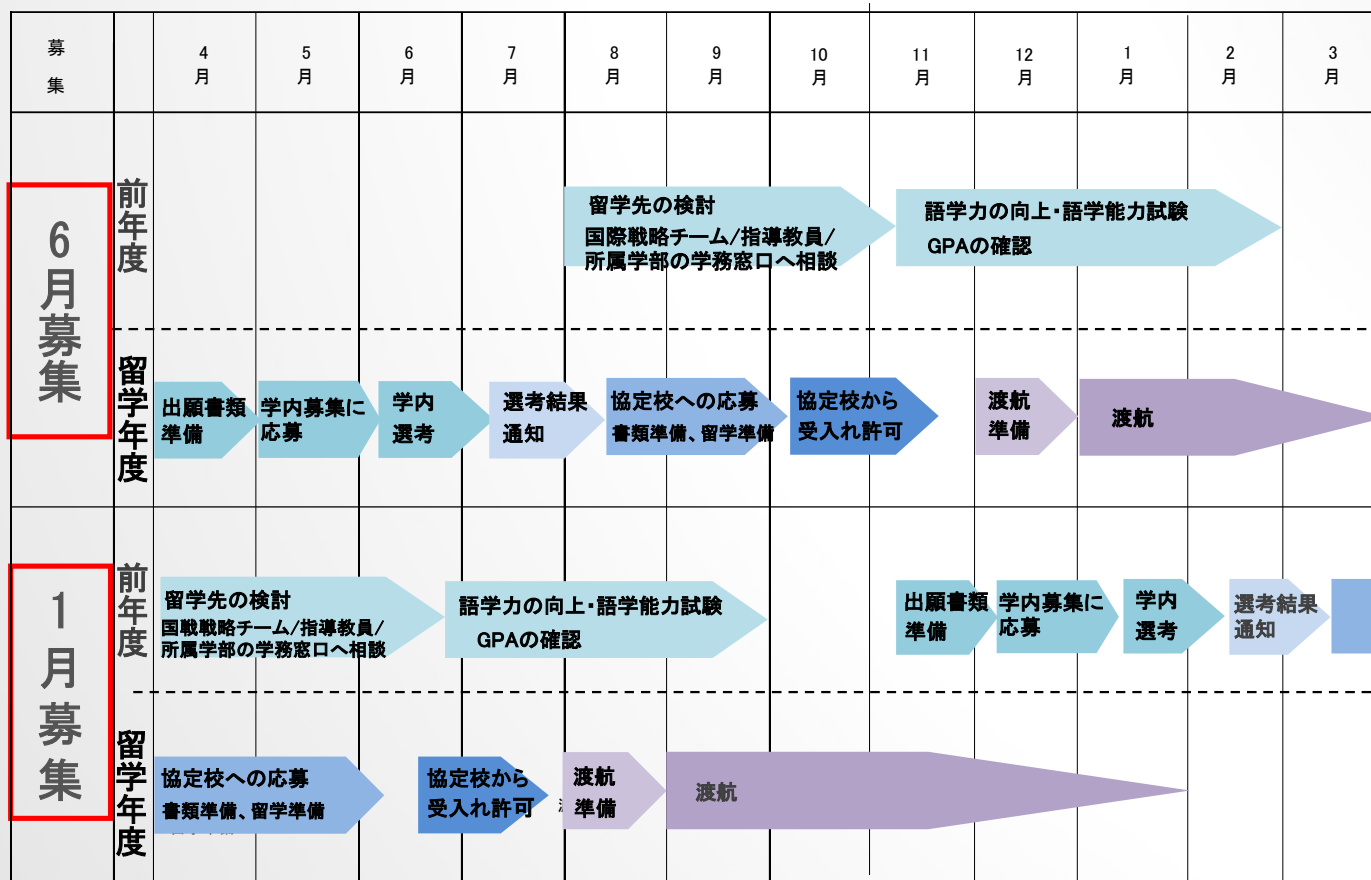 募
集
4
月
5
月
6
月
7
月
8
月
9
月
10
月
11
月
12
月
1
月
2
月
3
月
6月募集
前年度
留学先の検討
国際戦略チーム/指導教員/
所属学部の学務窓口へ相談
語学力の向上・語学能力試験
GPAの確認
留学年度
出願書類
準備
学内募集に
応募
学内
選考
選考結果
通知
協定校への応募
書類準備、留学準備
協定校から
受入れ許可
渡航
準備
渡航
1月募集
前年度
留学先の検討
国戦戦略チーム/指導教員/
所属学部の学務窓口へ相談
語学力の向上・語学能力試験
GPAの確認
出願書類
準備
学内募集に
応募
学内
選考
選考結果
通知
留学年度
協定校への応募
書類準備、留学準備
協定校から
受入れ許可
渡航
準備
渡航